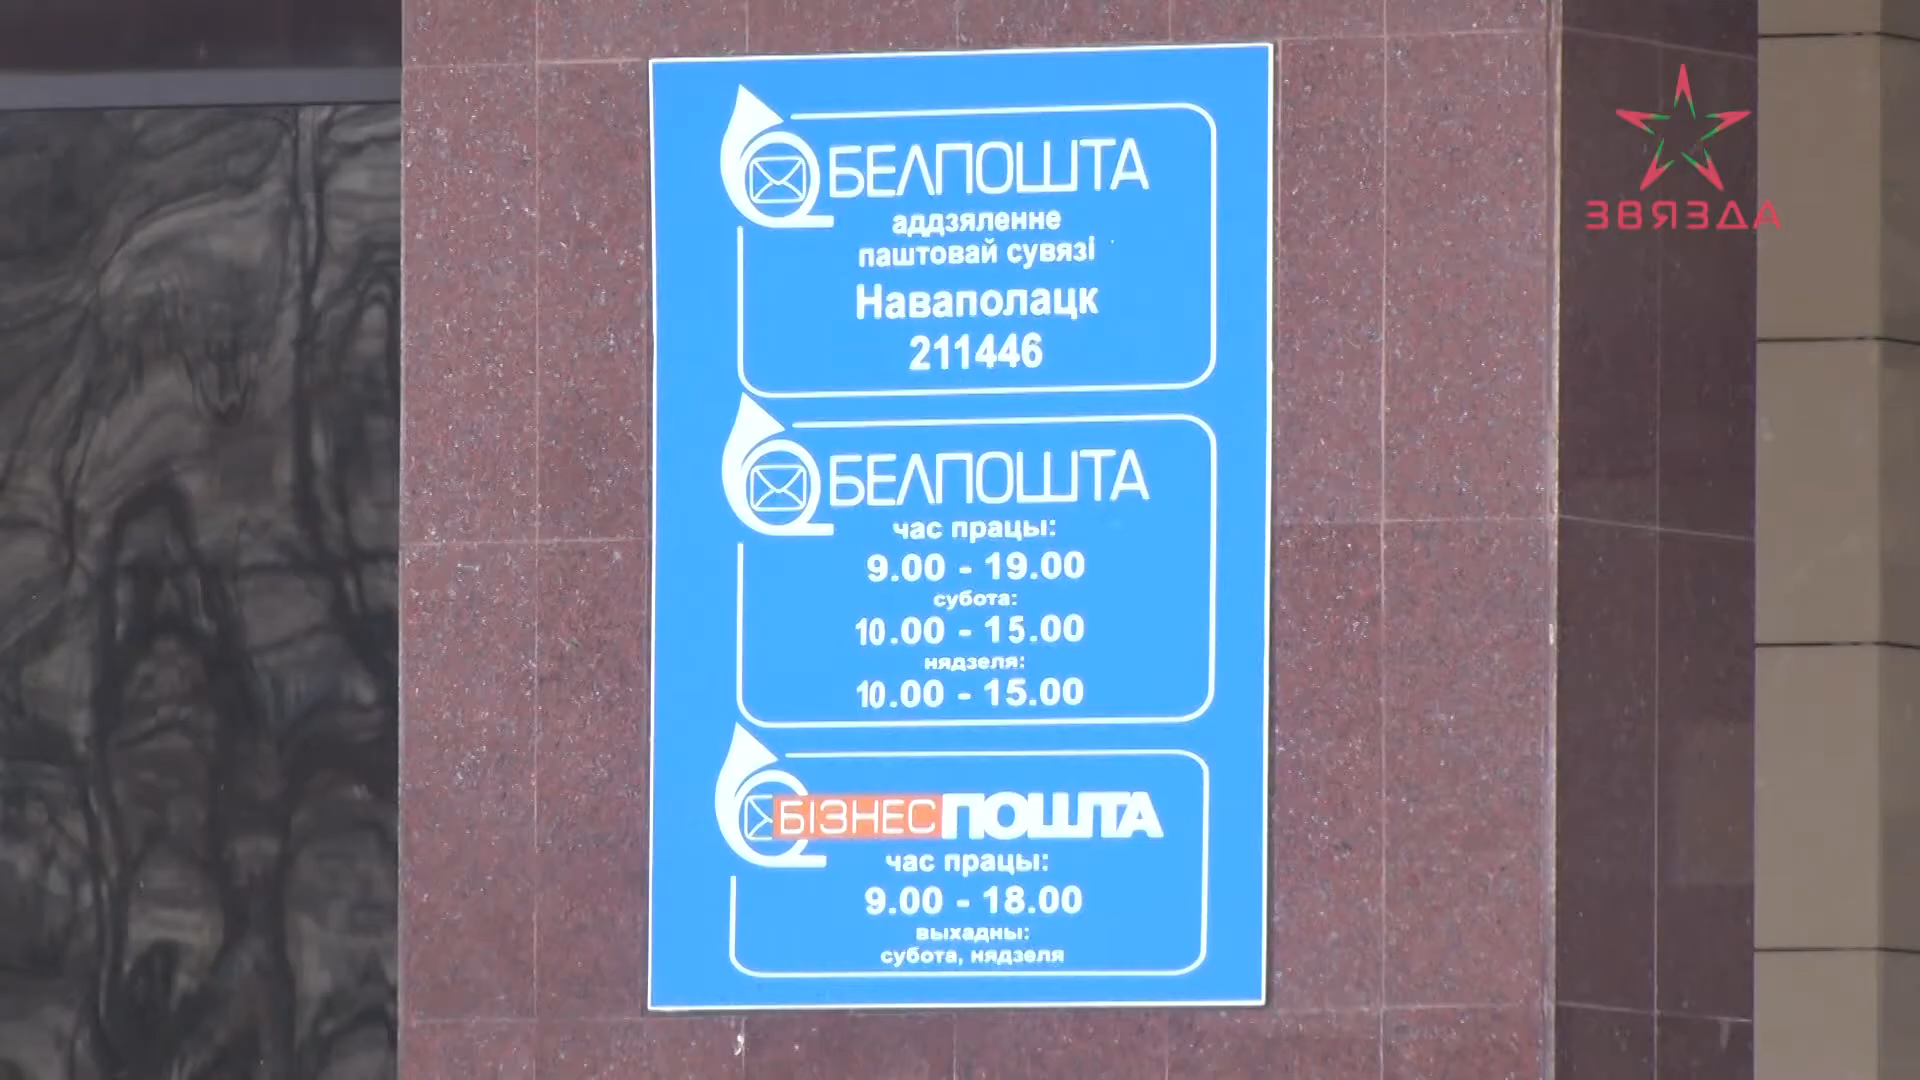 БЕЛПОШТА
аддзяленне
паштовай сувязі
Наваполацк
211446
БЕЛПОШТА
час працы:
9.00 - 19.00
субота:
10.00 - 15.00
нядзеля:
10.00 - 15.00
БІЗНЕСПОШТА
час працы:
9.00 - 18.00
выхадны:
субота, нядзеля
ЗВЯЗДА